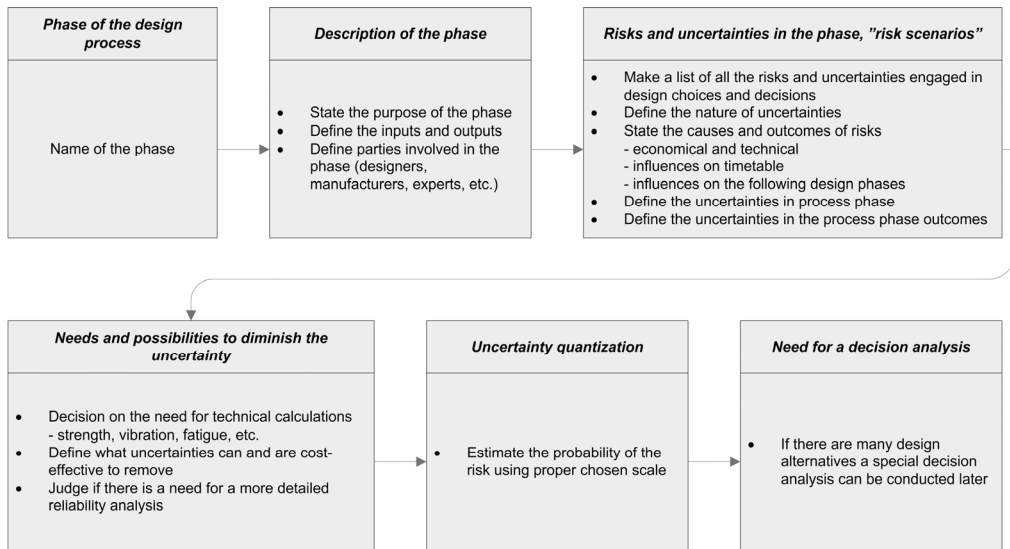 Phase of the design
process
Name of the phase
Description of the phase
• State the purpose of the phase
• Define the inputs and outputs
• Define parties involved in the
phase (designers,
manufacturers, experts, etc.)
Risks and uncertainties in the phase, ”risk scenarios”
• Make a list of all the risks and uncertainties engaged in
design choices and decisions
• Define the nature of uncertainties
• State the causes and outcomes of risks
- economical and technical
- influences on timetable
- influences on the following design phases
• Define the uncertainties in process phase
• Define the uncertainties in the process phase outcomes
Needs and possibilities to diminish the
uncertainty
• Decision on the need for technical calculations
- strength, vibration, fatigue, etc.
• Define what uncertainties can and are cost-
effective to remove
• Judge if there is a need for a more detailed
reliability analysis
Uncertainty quantization
• Estimate the probability of the
risk using proper chosen scale
Need for a decision analysis
• If there are many design
alternatives a special decision
analysis can be conducted later